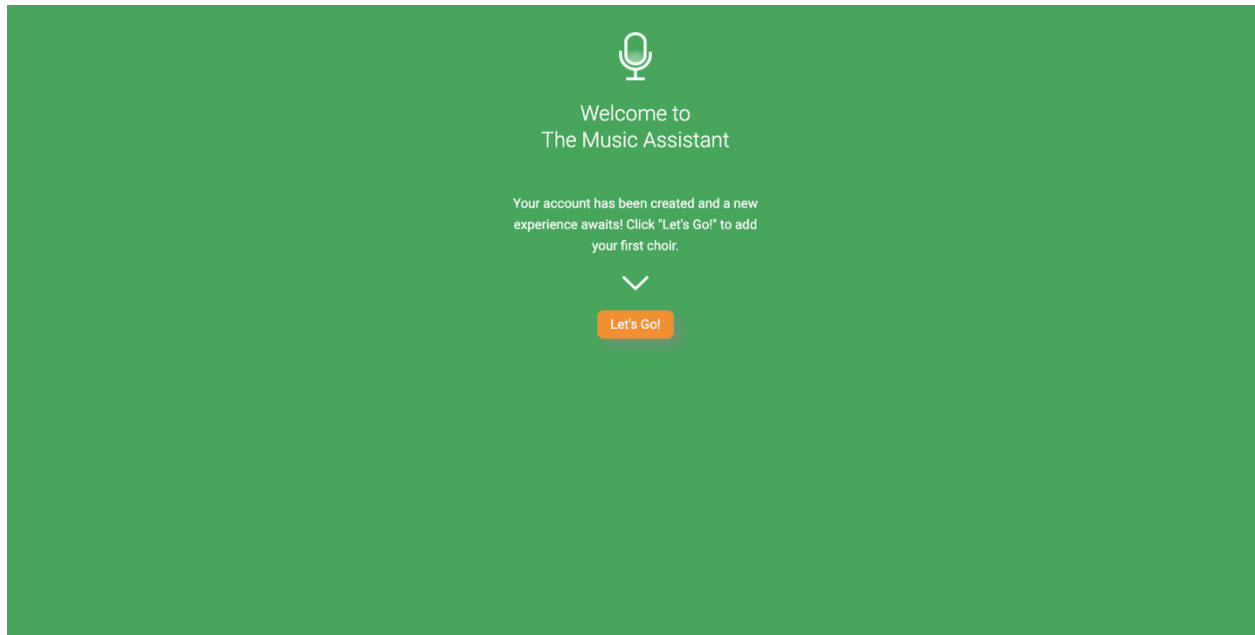 Welcome to
The Music Assistant
Your account has been created and a new
experience awaits! Click "Let's Go!" to add
your first choir.
Let's Go!